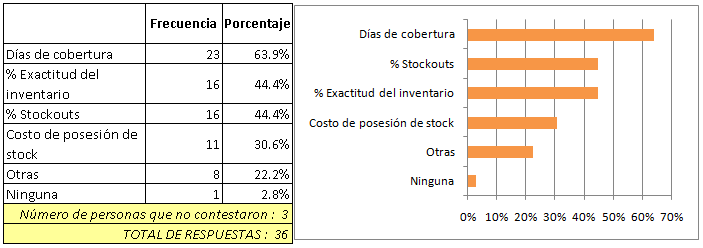 Frecuencia Porcentaje
Días de cobertura 23 63.9%
% Exactitud del
inventario 16 44.4%
% Stockouts 16 44.4%
Costo de posesión de
stock 11 30.6%
Otras 8 22.2%
Ninguna 1 2.8%
Número de personas que no contestaron : 3
TOTAL DE RESPUESTAS : 36
Días de cobertura
% Stockouts
% Exactitud del inventario
Costo de posesión de stock
Otras
Ninguna
0% 10% 20% 30% 40% 50% 60% 70%